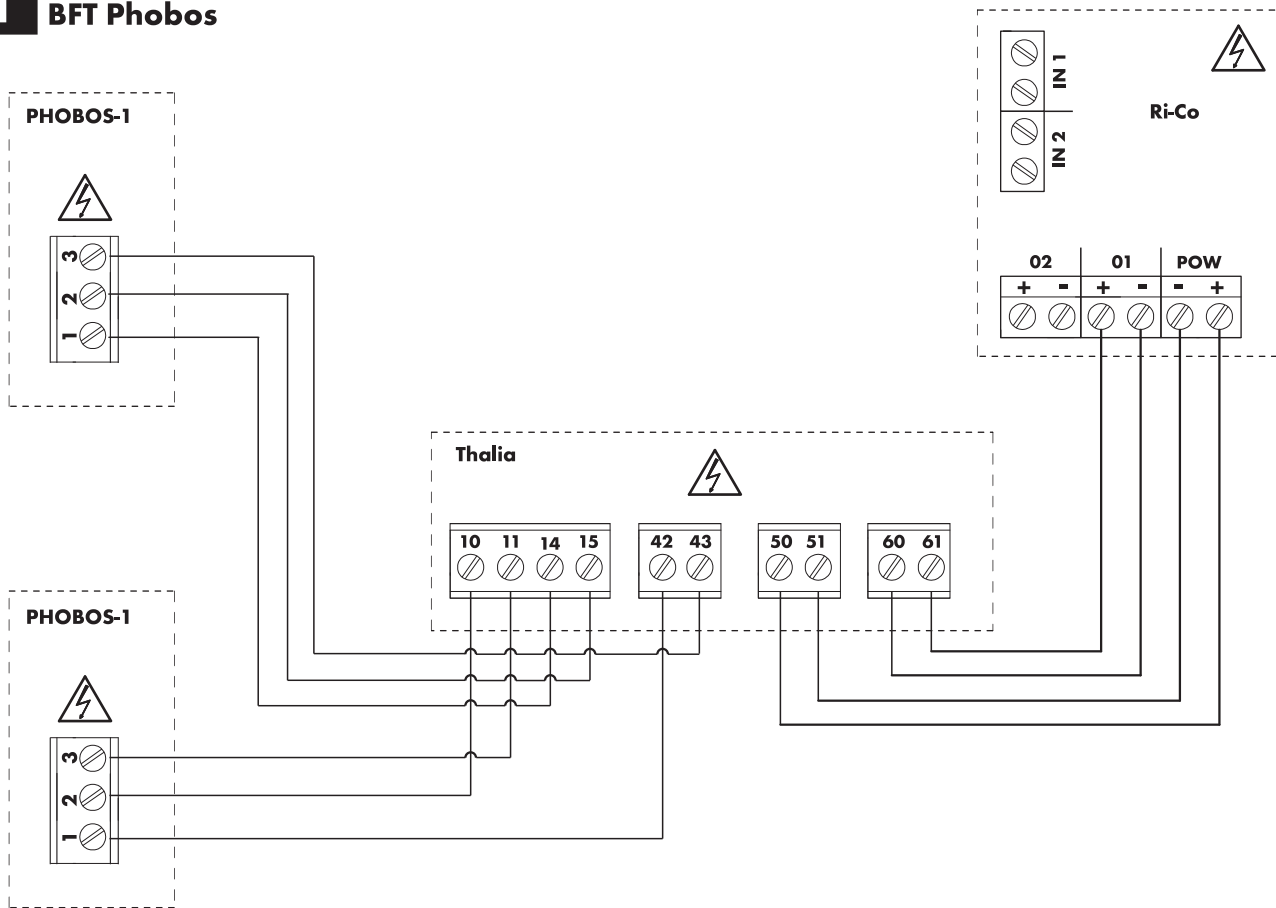 BFT Phobos
PHOBOS-1
3
2
1
IN 1
IN 2
Ri-Co
02 01 POW
+ - + - - +
Thalia
10 11 14 15 42 43 50 51 60 61
PHOBOS-1
3
2
1